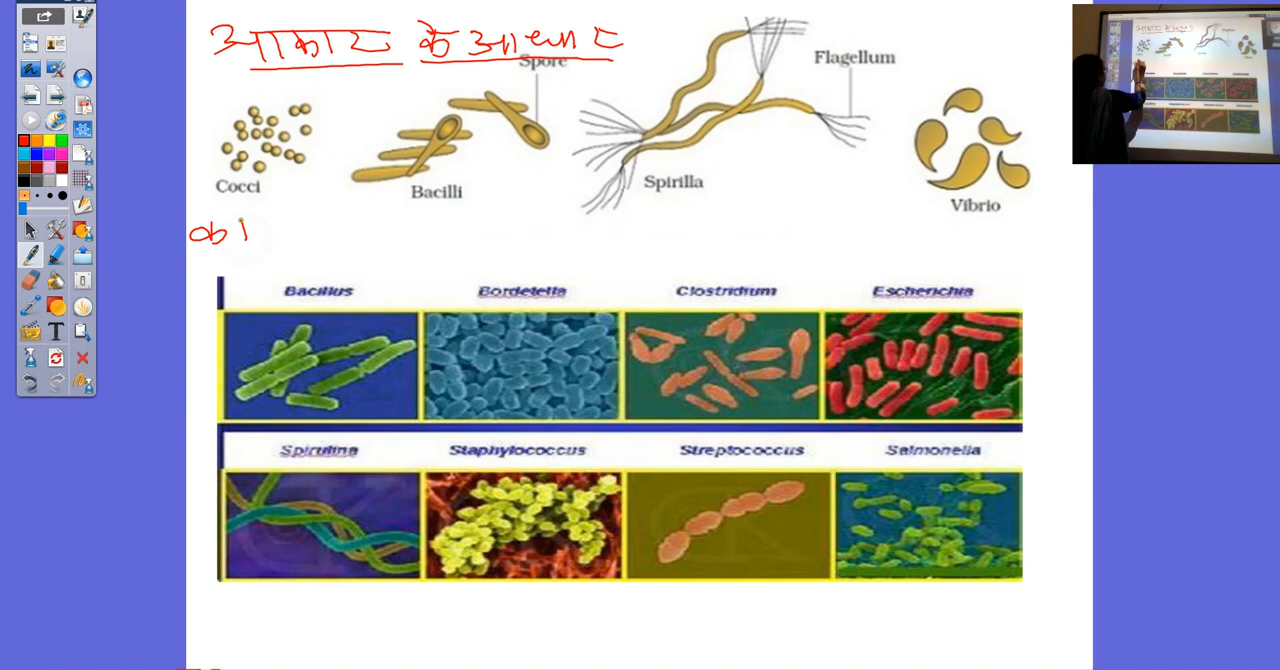 आकार के आधार
Spore
Flagellum
Cocci
Bacilli
Spirilla
Vibrio
Bacillus Bordetella Clostridium Escherichia
Spirulina Staphylococcus Streptococcus Salmonella